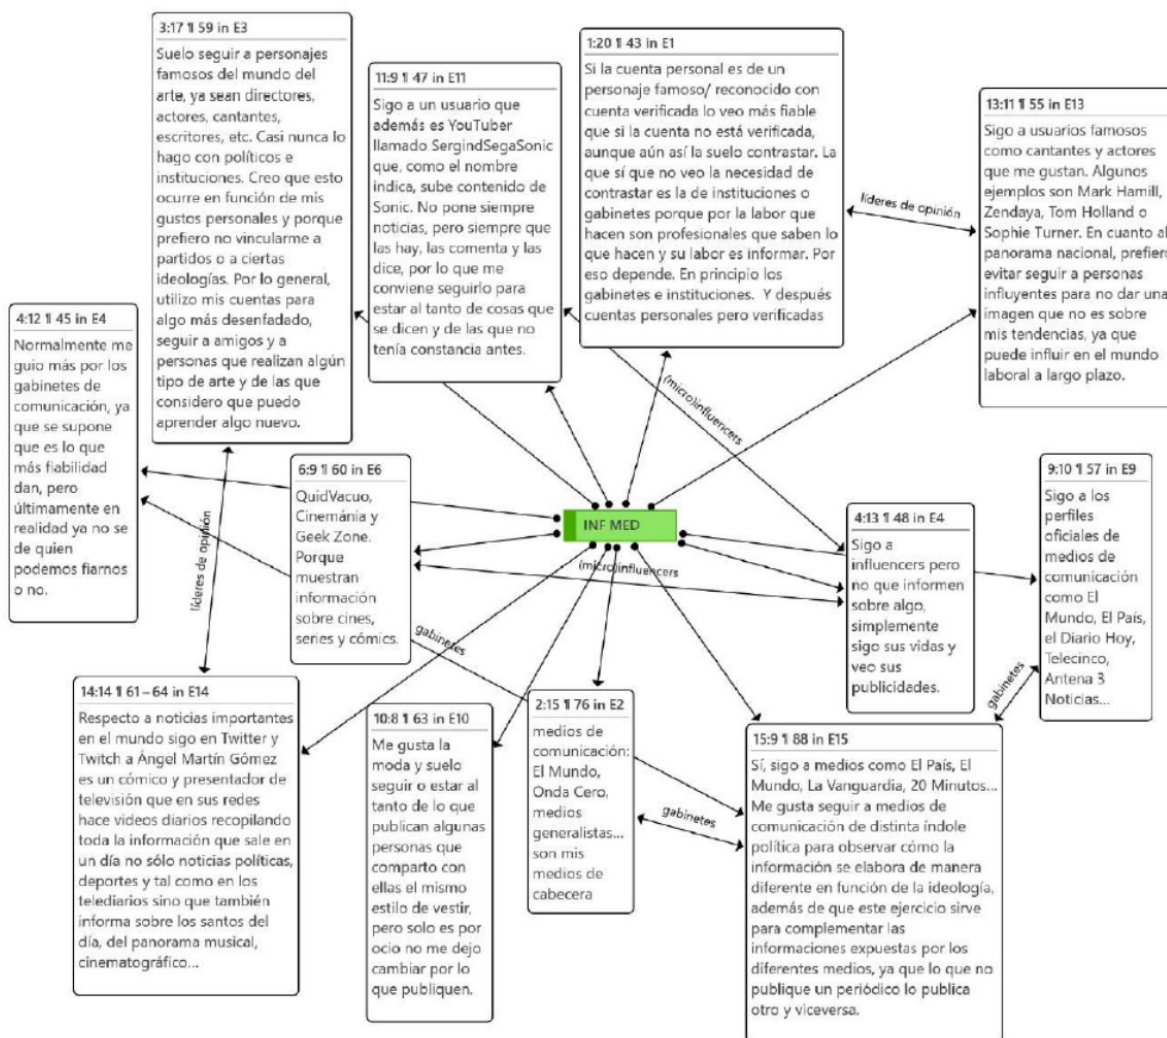 3:17 ¶ 59 in E3
Suelo seguir a personajes
famosos del mundo del
arte, ya sean directores,
actores, cantantes,
escritores, etc. Casi nunca lo
hago con políticos e
instituciones. Creo que esto
ocurre en función de mis
gustos personales y porque
prefiero no vincularme a
partidos o a ciertas
ideologías. Por lo general,
utilizo mis cuentas para
algo más desenfadado,
seguir a amigos y a
personas que realizan algún
tipo de arte y de las que
considero que puedo
aprender algo nuevo.
11:9 ¶ 47 in E11
Sigo a un usuario que
además es YouTuber
llamado SergindSegaSonic
que, como el nombre
indica, sube contenido de
Sonic. No pone siempre
noticias, pero siempre que
las hay, las comenta y las
dice, por lo que me
conviene seguirlo para
estar al tanto de cosas que
se dicen y de las que no
tenía constancia antes.
1:20 ¶ 43 in E1
Si la cuenta personal es de un
personaje famoso/ reconocido con
cuenta verificada lo veo más fiable
que si la cuenta no está verificada,
aunque aún así la suelo contrastar. La
que sí que no veo la necesidad de
contrastar es la de instituciones o
gabinetes porque por la labor que
hacen son profesionales que saben lo
que hacen y su labor es informar. Por
eso depende. En principio los
gabinetes e instituciones. Y después
cuentas personales pero verificadas
13:11 ¶ 55 in E13
Sigo a usuarios famosos
como cantantes y actores
que me gustan. Algunos
ejemplos son Mark Hamill,
Zendaya, Tom Holland o
Sophie Turner. En cuanto al
panorama nacional, prefiero
evitar seguir a personas
influyentes para no dar una
imagen que no es sobre
mis tendencias, ya que
puede influir en el mundo
laboral a largo plazo.
líderes de opinión
4:12 ¶ 45 in E4
Normalmente me
guio más por los
gabinetes de
comunicación, ya
que se supone
que es lo que
más fiabilidad
dan, pero
últimamente en
realidad ya no se
de quien
podemos fiarnos
o no.
(micro)influencers
6:9 ¶ 60 in E6
QuidVacuo,
Cinemánia y
Geek Zone.
Porque
muestran
información
sobre cines,
series y cómics.
INF MED
(micro)influencers
4:13 ¶ 48 in E4
Sigo a
influencers pero
no que informen
sobre algo,
simplemente
sigo sus vidas y
veo sus
publicidades.
9:10 ¶ 57 in E9
Sigo a los
perfiles
oficiales de
medios de
comunicación
como El
Mundo, El País,
el Diario Hoy,
Telecinco,
Antena 3
Noticias...
líderes de opinión
gabinetes
gabinetes
14:14 ¶ 61 – 64 in E14
Respecto a noticias importantes
en el mundo sigo en Twitter y
Twitch a Ángel Martín Gómez
es un cómico y presentador de
televisión que en sus redes
hace videos diarios recopilando
toda la información que sale en
un día no sólo noticias políticas,
deportes y tal como en los
telediarios sino que también
informa sobre los santos del
día, del panorama musical,
cinematográfico...
10:8 ¶ 63 in E10
Me gusta la
moda y suelo
seguir o estar al
tanto de lo que
publican algunas
personas que
comparto con
ellas el mismo
estilo de vestir,
pero solo es por
ocio no me dejo
cambiar por lo
que publiquen.
2:15 ¶ 76 in E2
medios de
comunicación:
El Mundo,
Onda Cero,
medios
generalistas...
son mis
medios de
cabecera
gabinetes
15:9 ¶ 88 in E15
Sí, sigo a medios como El País, El
Mundo, La Vanguardia, 20 Minutos...
Me gusta seguir a medios de
comunicación de distinta índole
política para observar cómo la
información se elabora de manera
diferente en función de la ideología,
además de que este ejercicio sirve
para complementar las
informaciones expuestas por los
diferentes medios, ya que lo que no
publique un periódico lo publica
otro y viceversa.